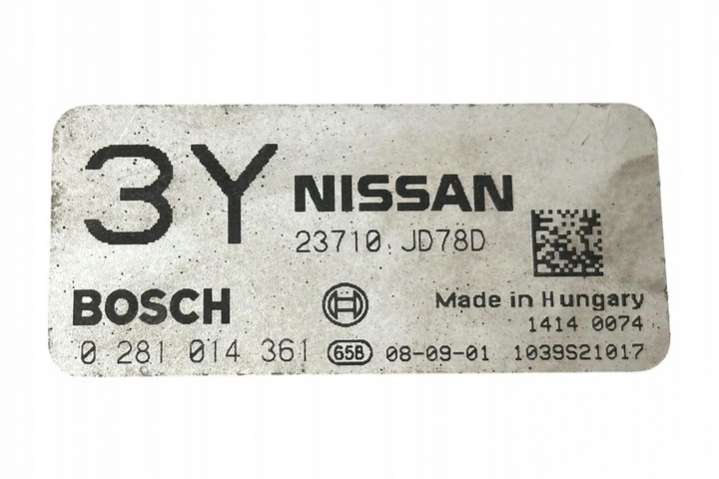 3Y NISSAN
23710 JD78D
BOSCH Made in Hungary
1414 0074
0 281 014 361 65B 08-09-01 1039S21017